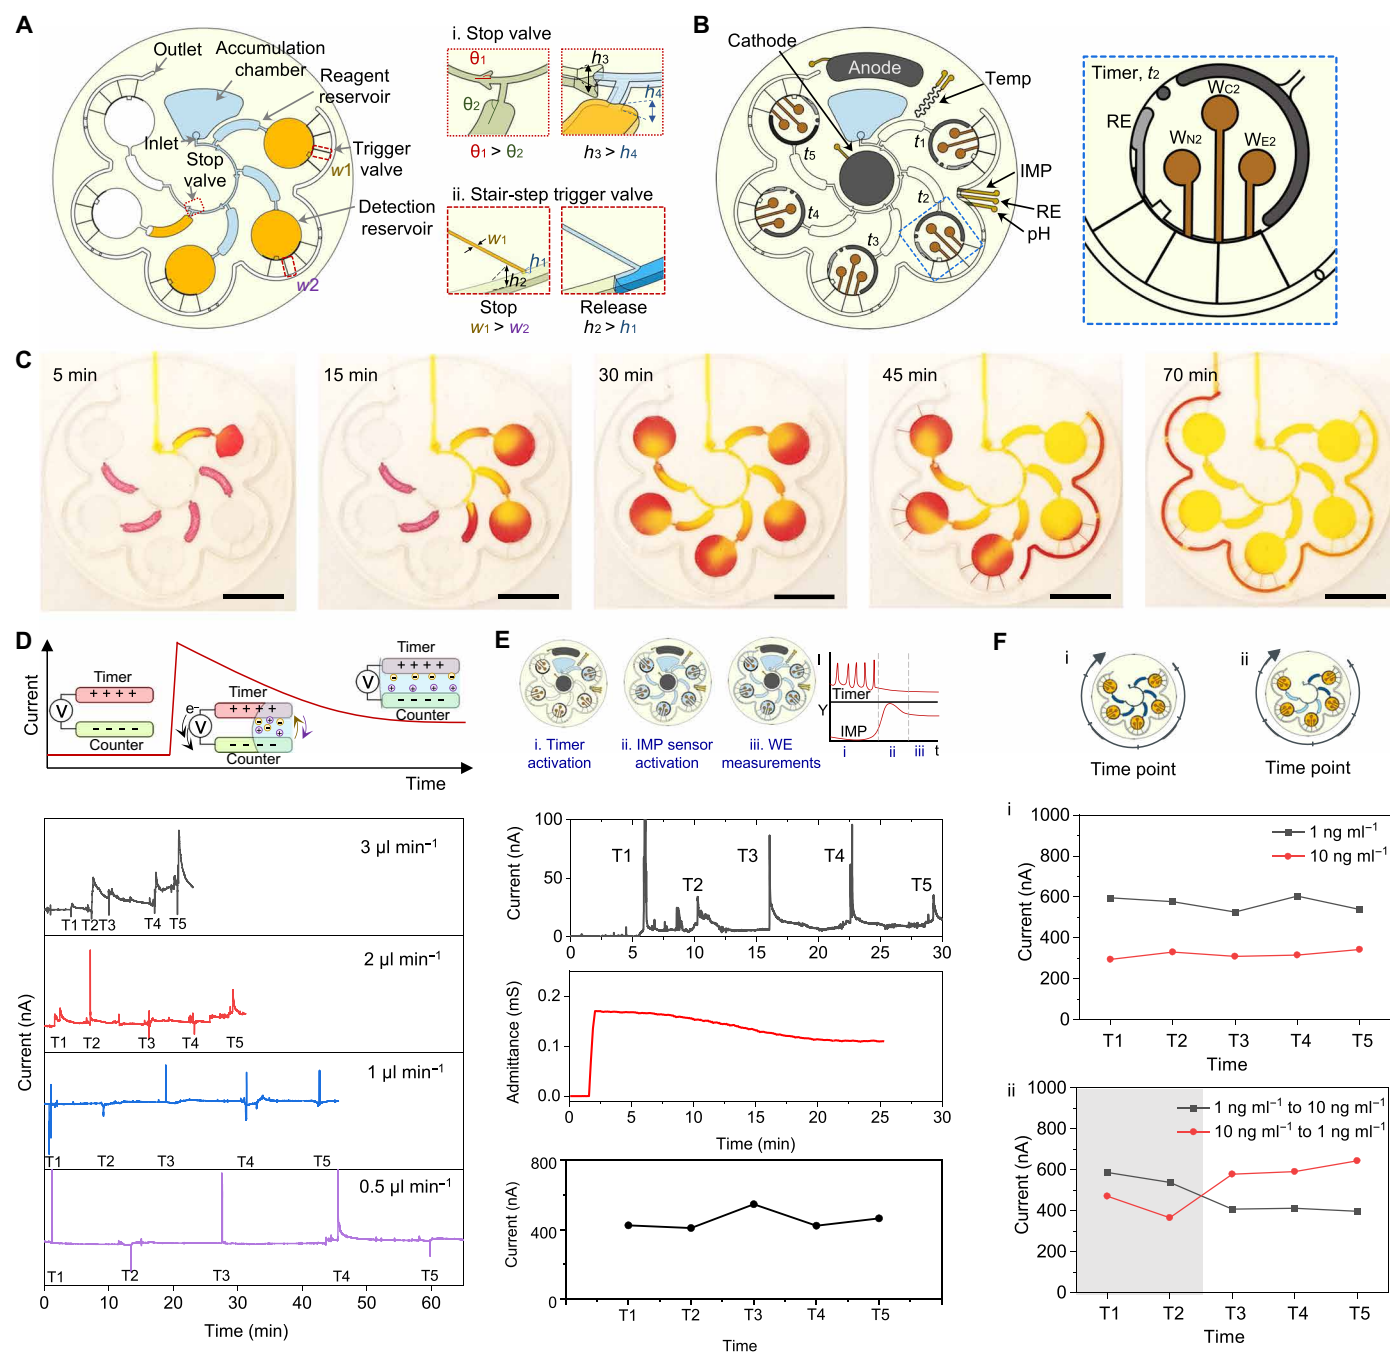 A
Outlet
Accumulation
chamber
Reagent
reservoir
Inlet
Stop
valve
w1
Trigger
valve
Detection
reservoir
w2
i. Stop valve
θ1
θ2
h3
h4
θ1 > θ2
h3 > h4
ii. Stair-step trigger valve
w1
h1
h2
Stop
w1 > w2
Release
h2 > h1
B
Cathode
Anode
Temp
t1
t2
t3
t4
t5
IMP
RE
pH
Timer, t2
WC2
RE
WN2
WE2
C
5 min
15 min
30 min
45 min
70 min
D
Current
Time
Timer
+ + + +
V
- - - -
Counter
Timer
e-
+ + + +
V
- - - -
Counter
Timer
+ + + +
V
- - - -
Counter
Current (nA)
3 µl min−1
T1 T2 T3 T4 T5
2 µl min−1
T1 T2 T3 T4 T5
1 µl min−1
T1 T2 T3 T4 T5
0.5 µl min−1
T1 T2 T3 T4 T5
0 10 20 30 40 50 60
Time (min)
E
i. Timer
activation
ii. IMP sensor
activation
iii. WE
measurements
I
Timer
Y
IMP
i ii iii t
Current (nA)
100
50
0
T1 T2 T3 T4 T5
0 5 10 15 20 25 30
Admittance (mS)
0.2
0.1
0.0
0 5 10 15 20 25 30
Time (min)
Current (nA)
800
400
0
T1 T2 T3 T4 T5
Time
F
i
Time point
ii
Time point
i
Current (nA)
1000
800
600
400
200
0
1 ng ml−1
10 ng ml−1
T1 T2 T3 T4 T5
Time
ii
Current (nA)
1000
800
600
400
200
0
1 ng ml−1 to 10 ng ml−1
10 ng ml−1 to 1 ng ml−1
T1 T2 T3 T4 T5
Time